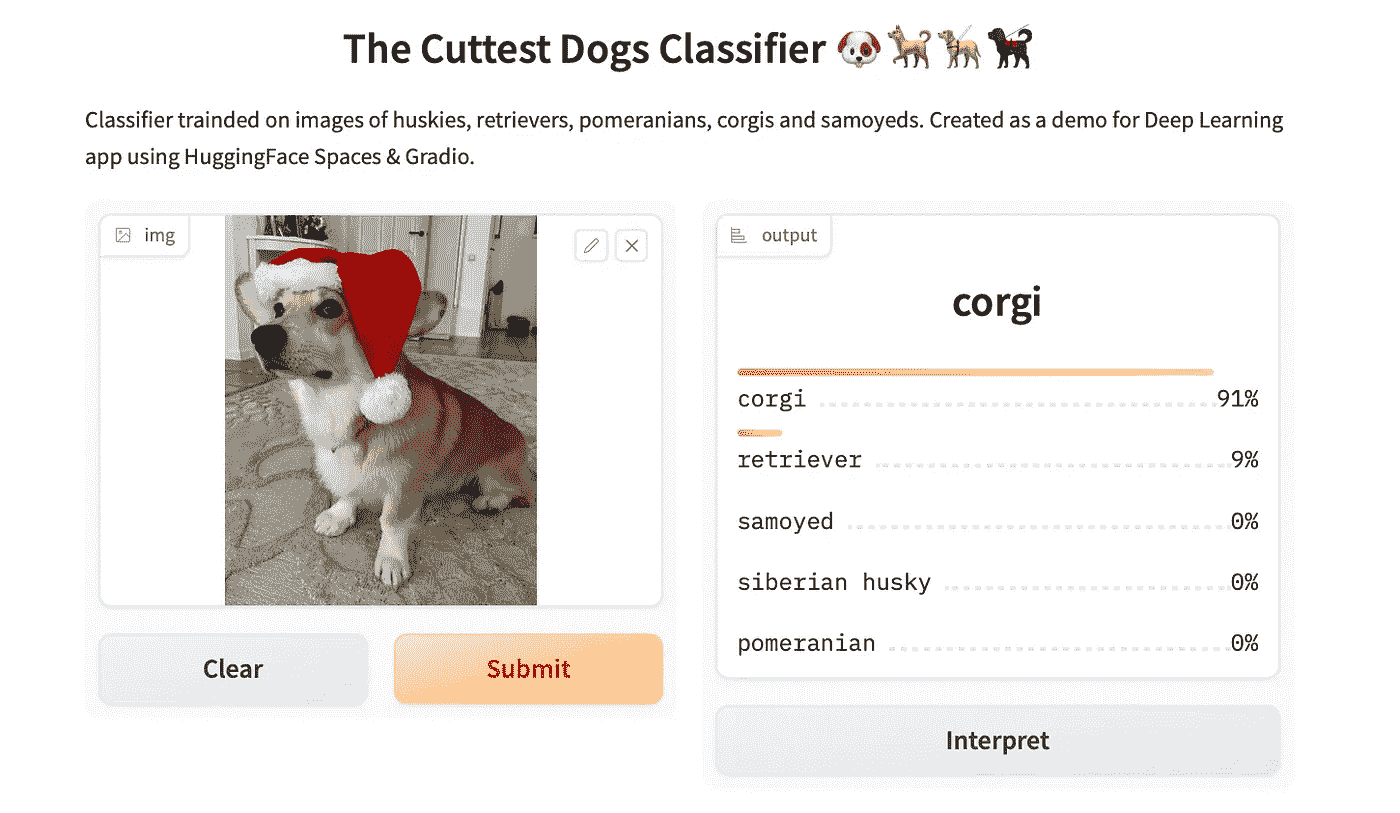 The Cuttest Dogs Classifier 🐶🐕🦮🐕‍🦺
Classifier trainded on images of huskies, retrievers, pomeranians, corgis and samoyeds. Created as a demo for Deep Learning
app using HuggingFace Spaces & Gradio.
img
output
corgi
corgi 91%
retriever 9%
samoyed 0%
siberian husky 0%
pomeranian 0%
Clear
Submit
Interpret